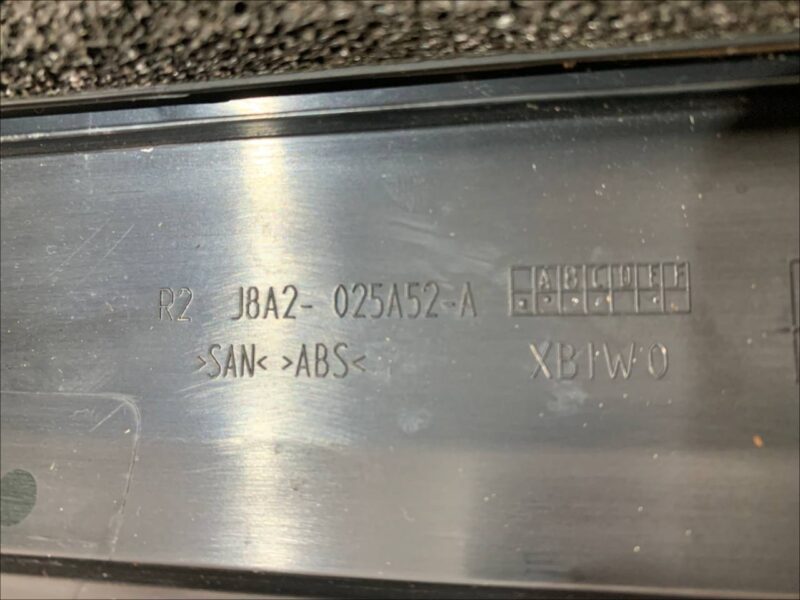 R2 J8A2- 025A52-A
A B C D E F
>SAN< >ABS<
XB1W0